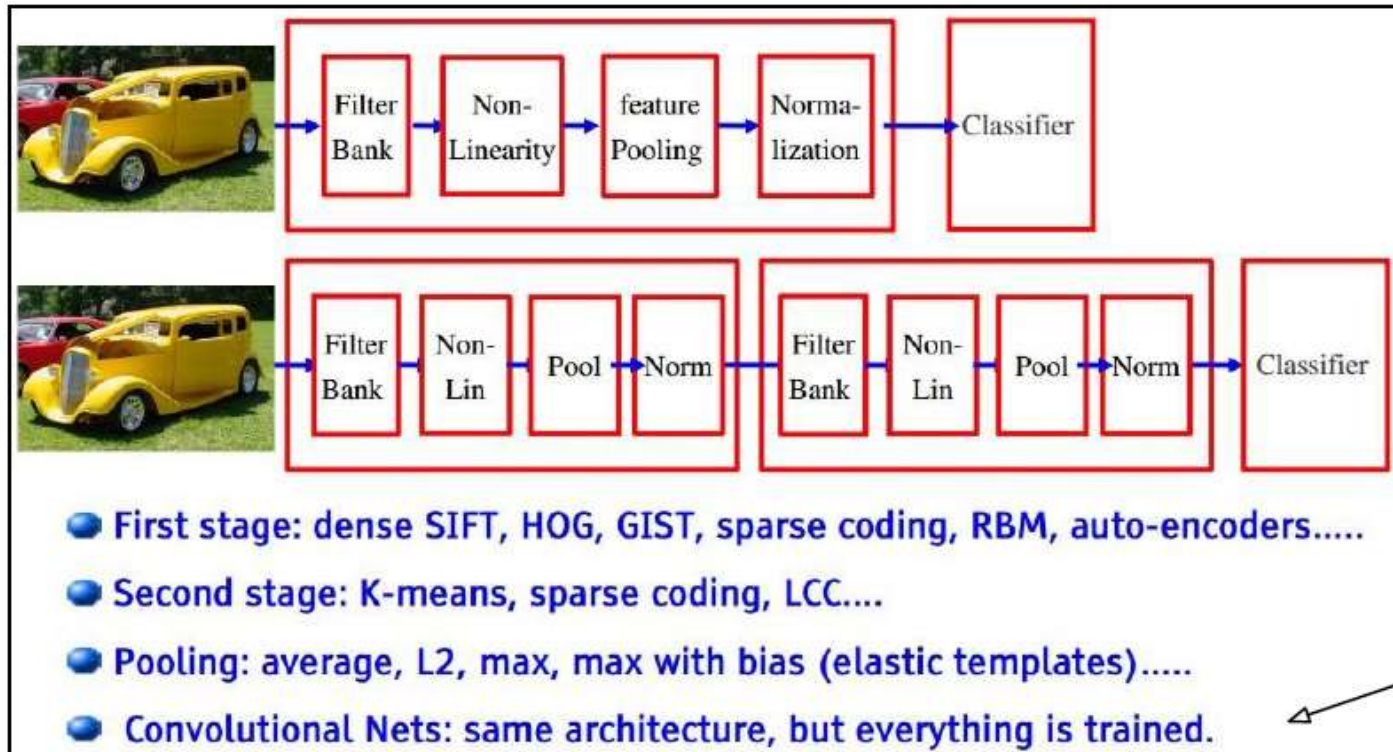 Filter Bank
Non-Linearity
feature Pooling
Norma-lization
Classifier
Filter Bank
Non-Lin
Pool
Norm
Filter Bank
Non-Lin
Pool
Norm
Classifier
First stage: dense SIFT, HOG, GIST, sparse coding, RBM, auto-encoders.....
Second stage: K-means, sparse coding, LCC....
Pooling: average, L2, max, max with bias (elastic templates).....
Convolutional Nets: same architecture, but everything is trained.